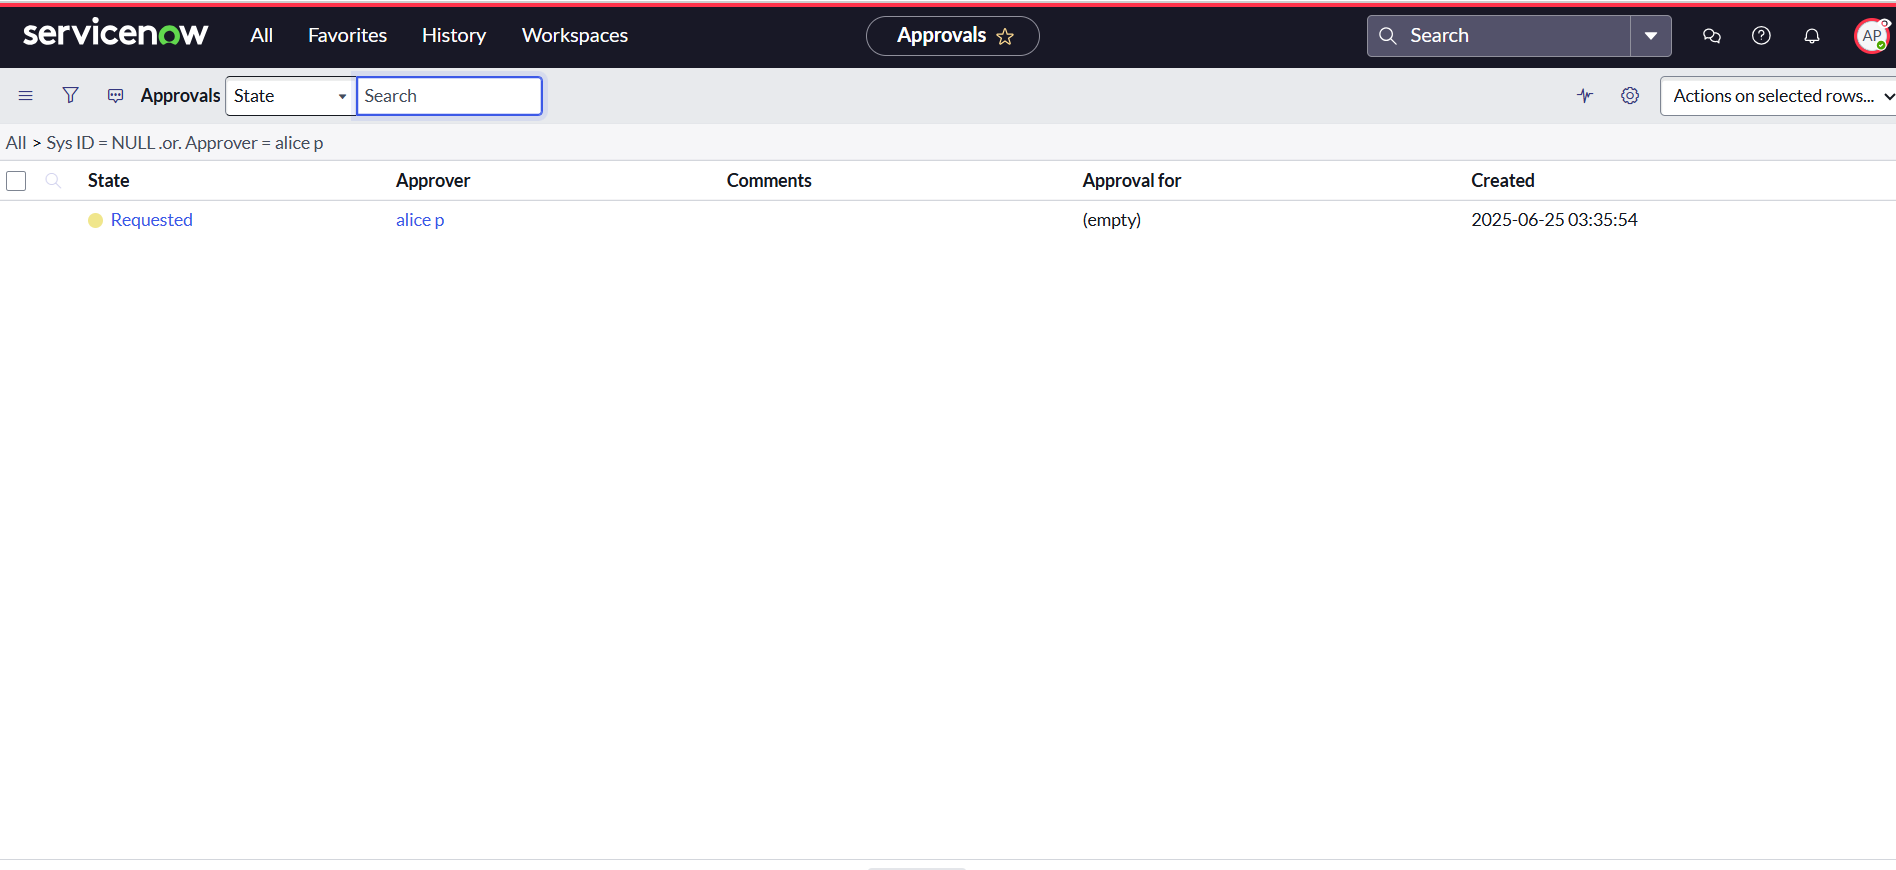 servicenow All Favorites History Workspaces Approvals Search AP
Approvals State Search Actions on selected rows...
All > Sys ID = NULL .or. Approver = alice p
State Approver Comments Approval for Created
Requested alice p (empty) 2025-06-25 03:35:54